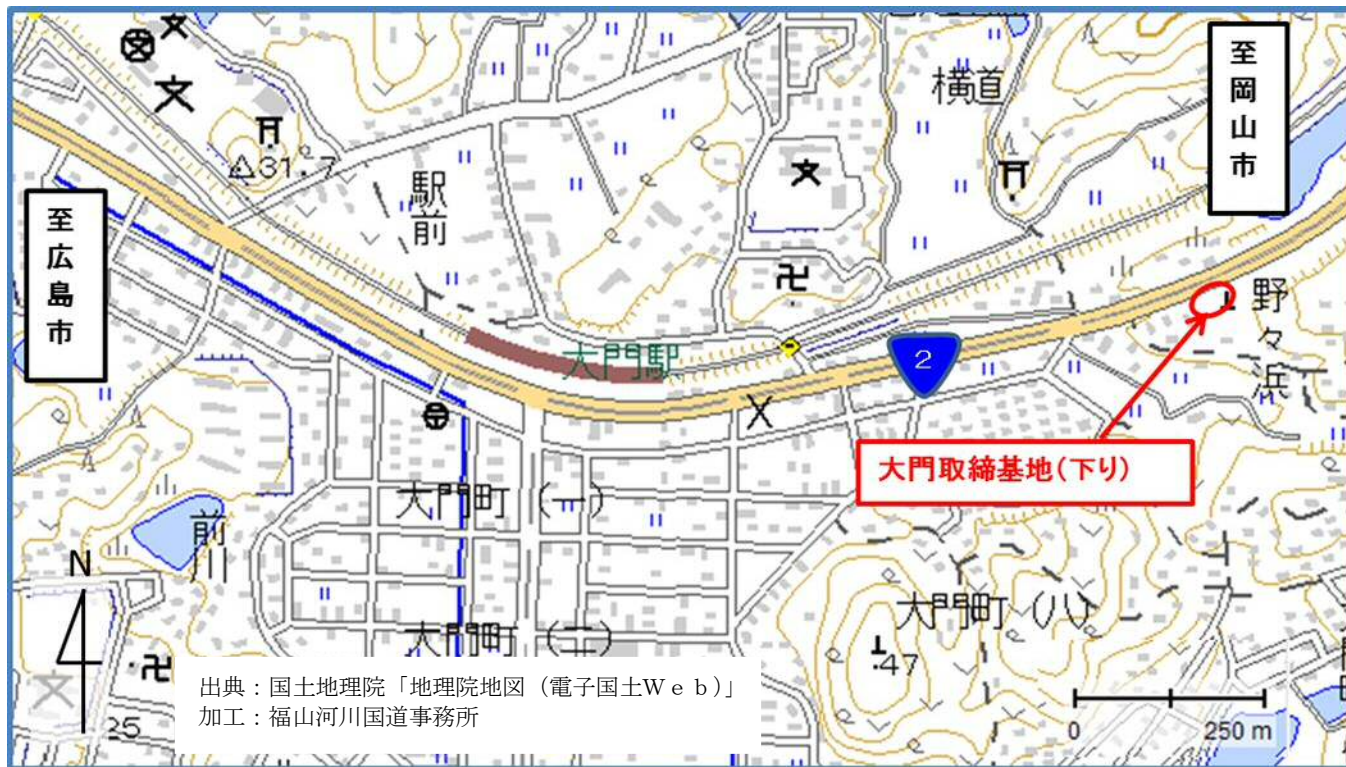 横道
至岡山市
31.7
駅前
至広島市
野々浜
大門駅
2
大門取締基地(下り)
大門町(一)
前川
大門町(二)
大門町(八)
N
47
出典:国土地理院「地理院地図(電子国土Web)」
加工:福山河川国道事務所
25
0 250 m